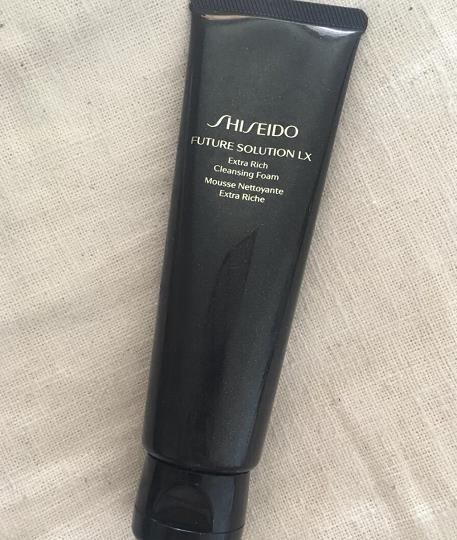 SHISEIDO
FUTURE SOLUTION LX
Extra Rich
Cleansing Foam
Mousse Nettoyante
Extra Riche